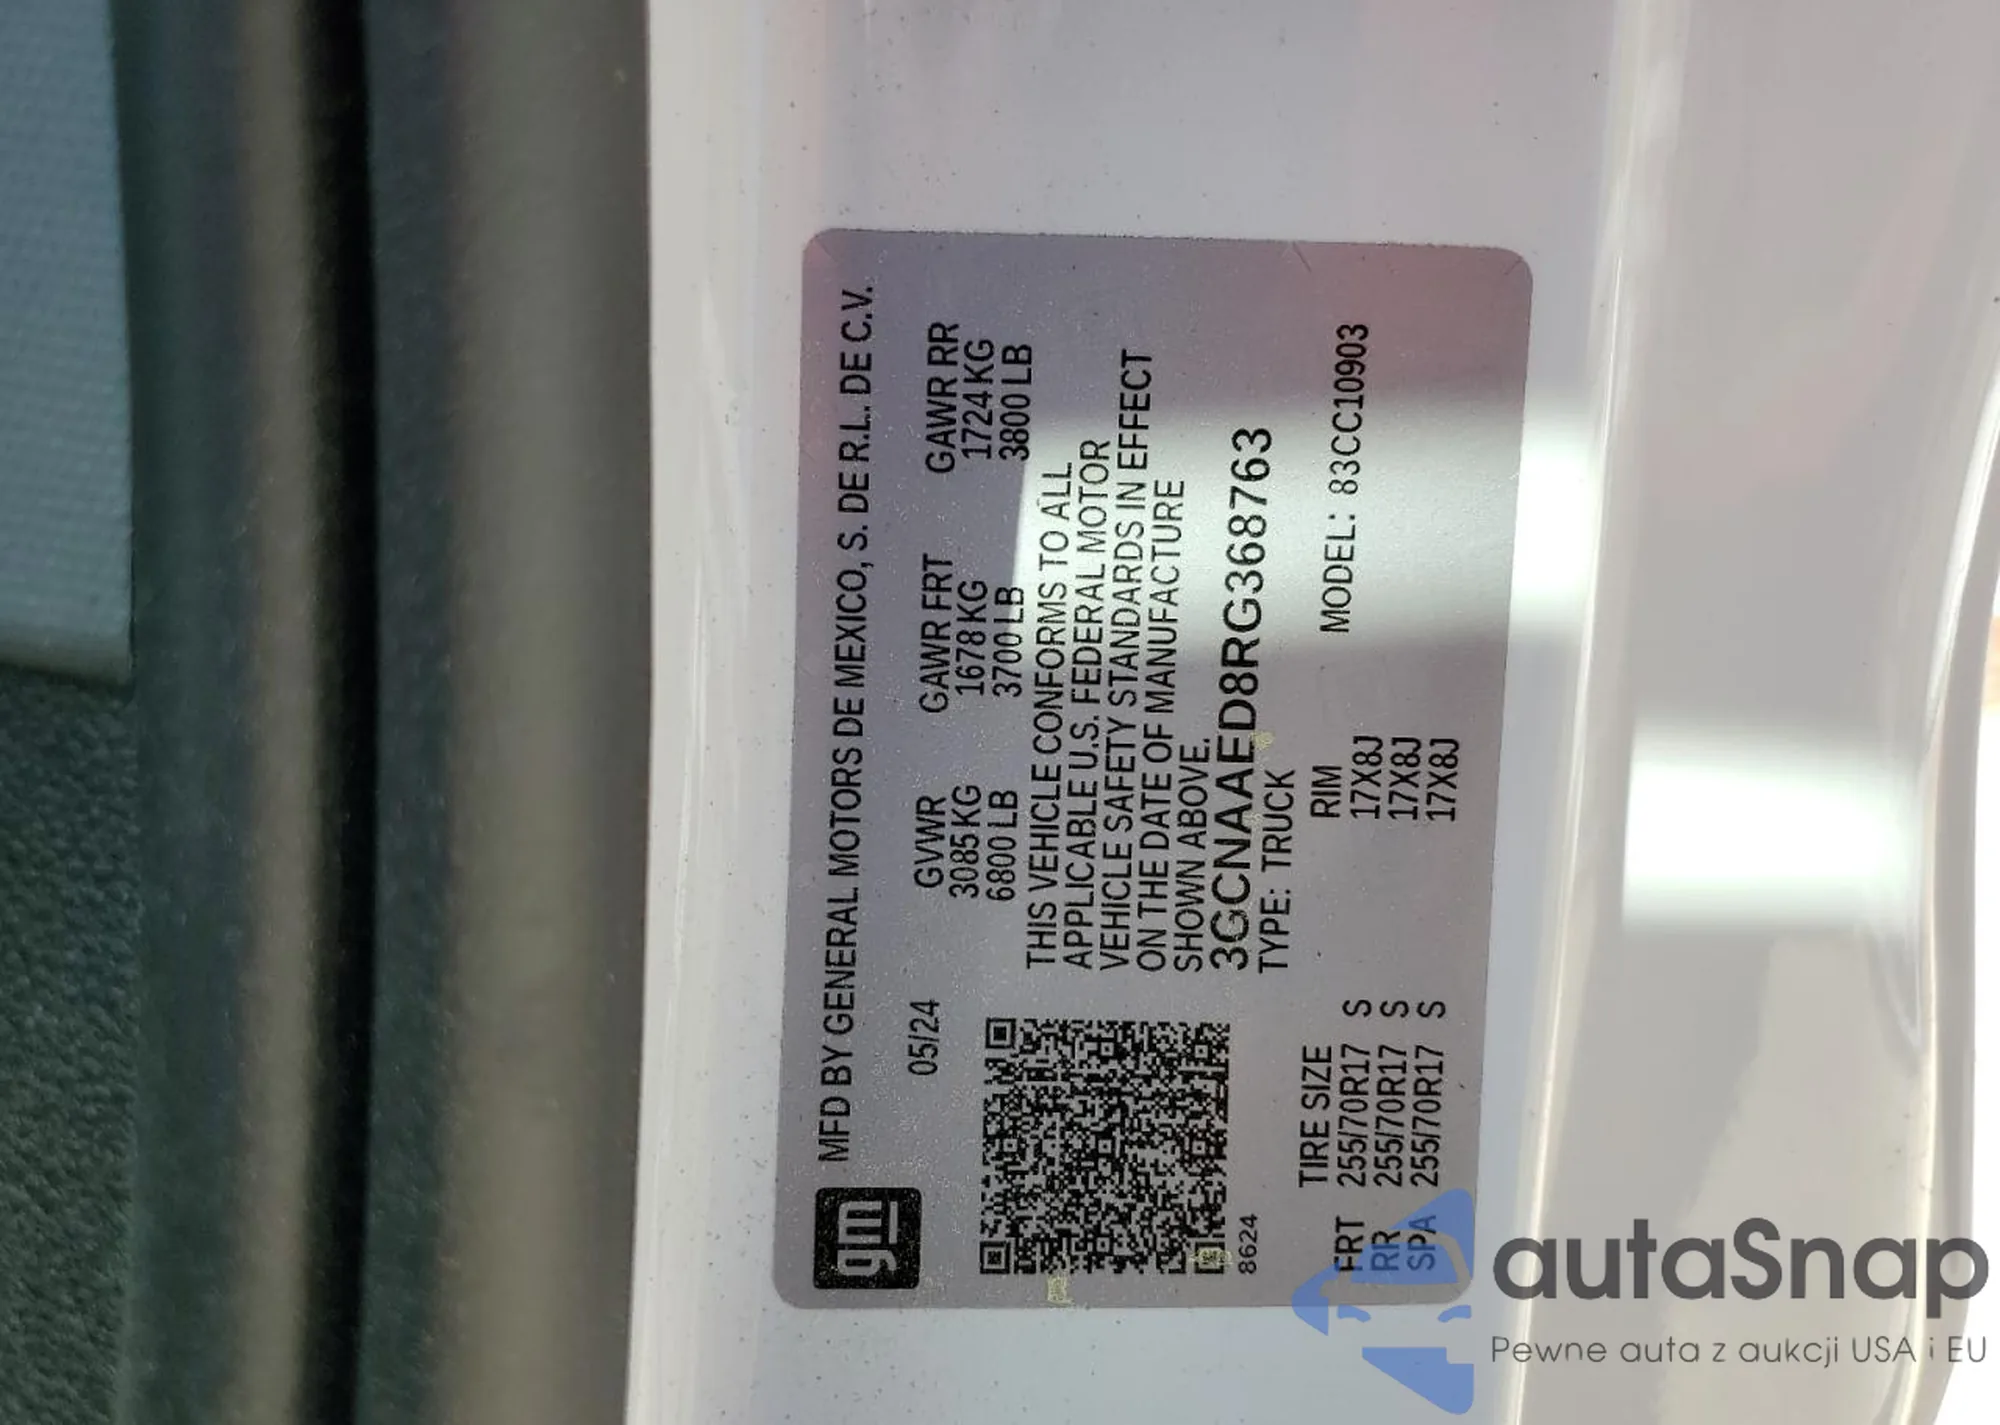 gm
MFD BY GENERAL MOTORS DE MEXICO, S. DE R.L. DE C.V.
05/24
GVWR GAWR FRT GAWR RR
3085 KG 1678 KG 1724 KG
6800 LB 3700 LB 3800 LB
THIS VEHICLE CONFORMS TO ALL
APPLICABLE U.S. FEDERAL MOTOR
VEHICLE SAFETY STANDARDS IN EFFECT
ON THE DATE OF MANUFACTURE
SHOWN ABOVE.
3GCNAAED8RG368763
TYPE: TRUCK
8624
MODEL: 83CC10903
TIRE SIZE RIM
FRT 255/70R17 S 17X8J
RR 255/70R17 S 17X8J
SPA 255/70R17 S 17X8J
autaSnap
Pewne auta z aukcji USA i EU